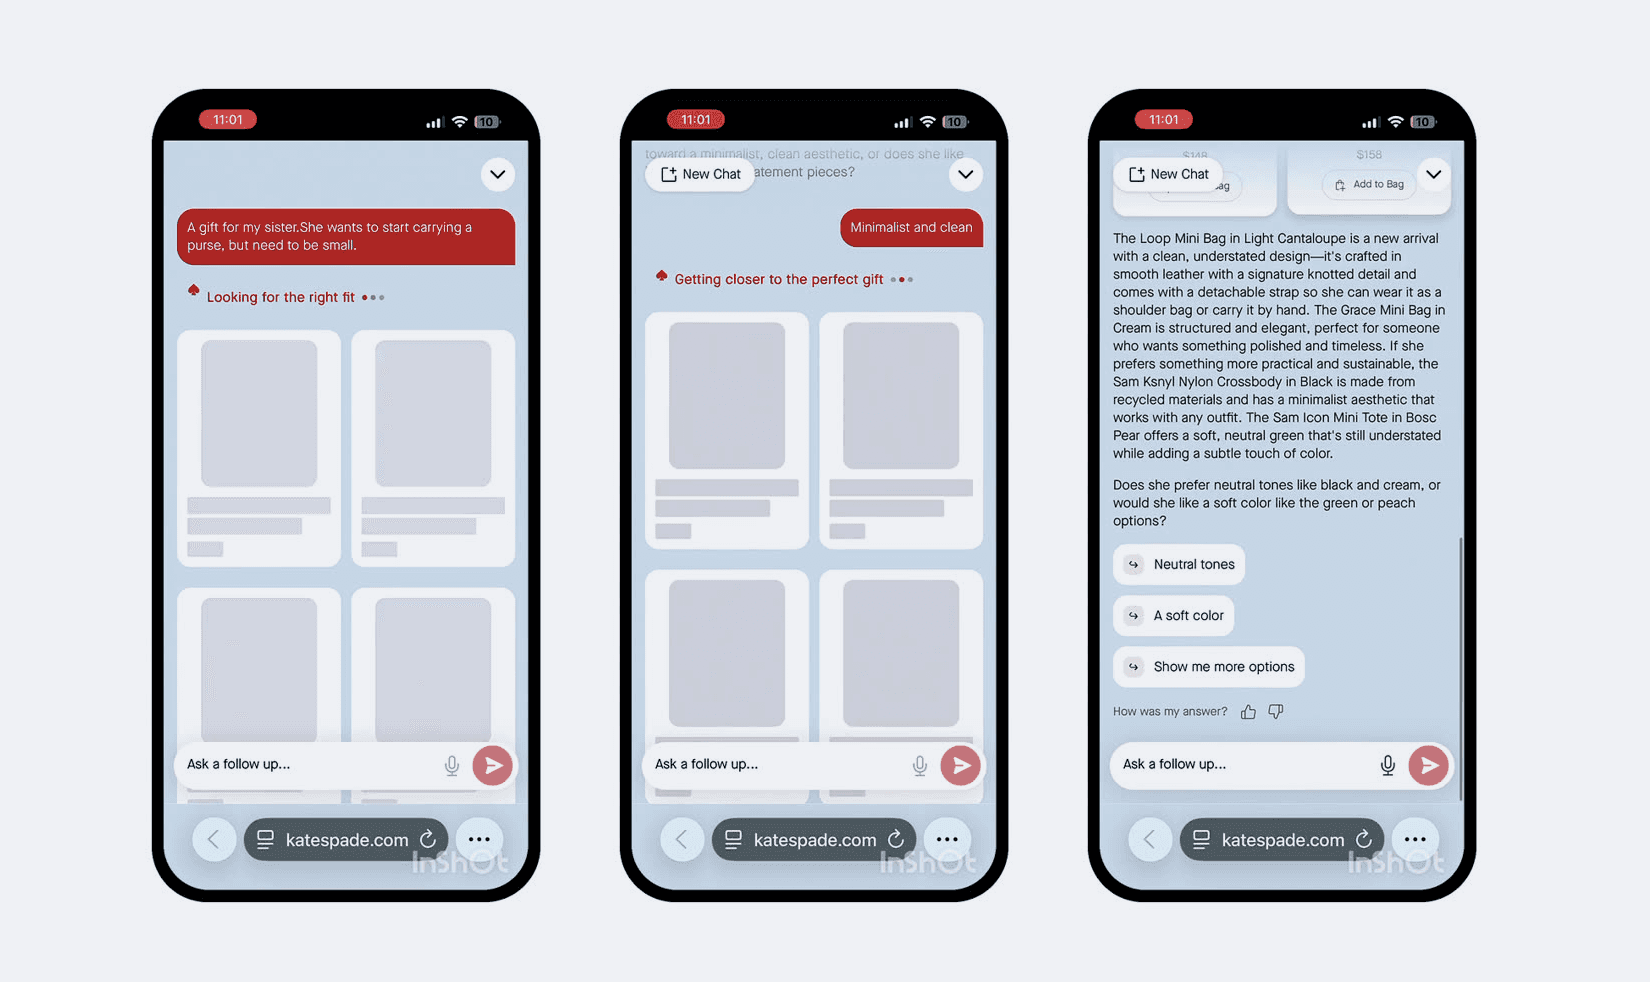 11:01
10
A gift for my sister.She wants to start carrying a
purse, but need to be small.
Looking for the right fit
Ask a follow up...
katespade.com
InShOt
11:01
10
toward a minimalist, clean aesthetic, or does she like
New Chat
atement pieces?
Minimalist and clean
Getting closer to the perfect gift
Ask a follow up...
katespade.com
InShOt
11:01
10
$148
$158
New Chat
ag
Add to Bag
The Loop Mini Bag in Light Cantaloupe is a new arrival
with a clean, understated design—it's crafted in
smooth leather with a signature knotted detail and
comes with a detachable strap so she can wear it as a
shoulder bag or carry it by hand. The Grace Mini Bag in
Cream is structured and elegant, perfect for someone
who wants something polished and timeless. If she
prefers something more practical and sustainable, the
Sam Ksnyl Nylon Crossbody in Black is made from
recycled materials and has a minimalist aesthetic that
works with any outfit. The Sam Icon Mini Tote in Bosc
Pear offers a soft, neutral green that's still understated
while adding a subtle touch of color.
Does she prefer neutral tones like black and cream, or
would she like a soft color like the green or peach
options?
Neutral tones
A soft color
Show me more options
How was my answer?
Ask a follow up...
katespade.com
InShOt